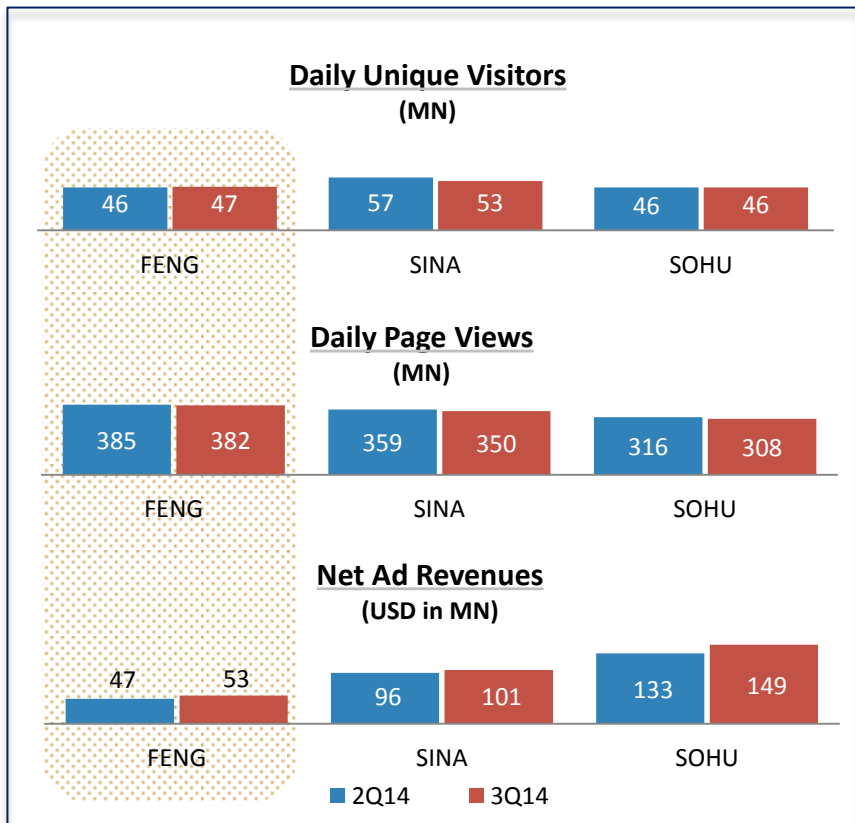 Daily Unique Visitors
(MN)
46 47 57 53 46 46
FENG SINA SOHU
Daily Page Views
(MN)
385 382 359 350 316 308
FENG SINA SOHU
Net Ad Revenues
(USD in MN)
47 53 96 101 133 149
FENG SINA SOHU
2Q14 3Q14